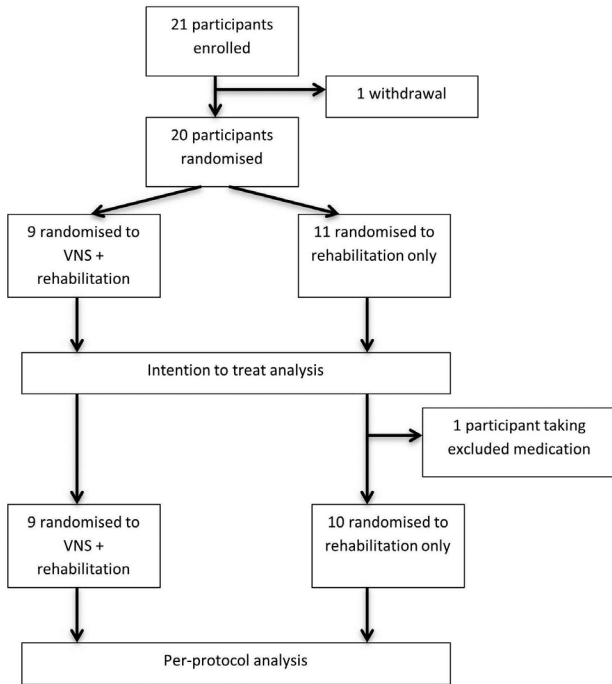 21 participants
enrolled
1 withdrawal
20 participants
randomised
9 randomised to
VNS +
rehabilitation
11 randomised to
rehabilitation only
Intention to treat analysis
1 participant taking
excluded medication
9 randomised to
VNS +
rehabilitation
10 randomised to
rehabilitation only
Per-protocol analysis